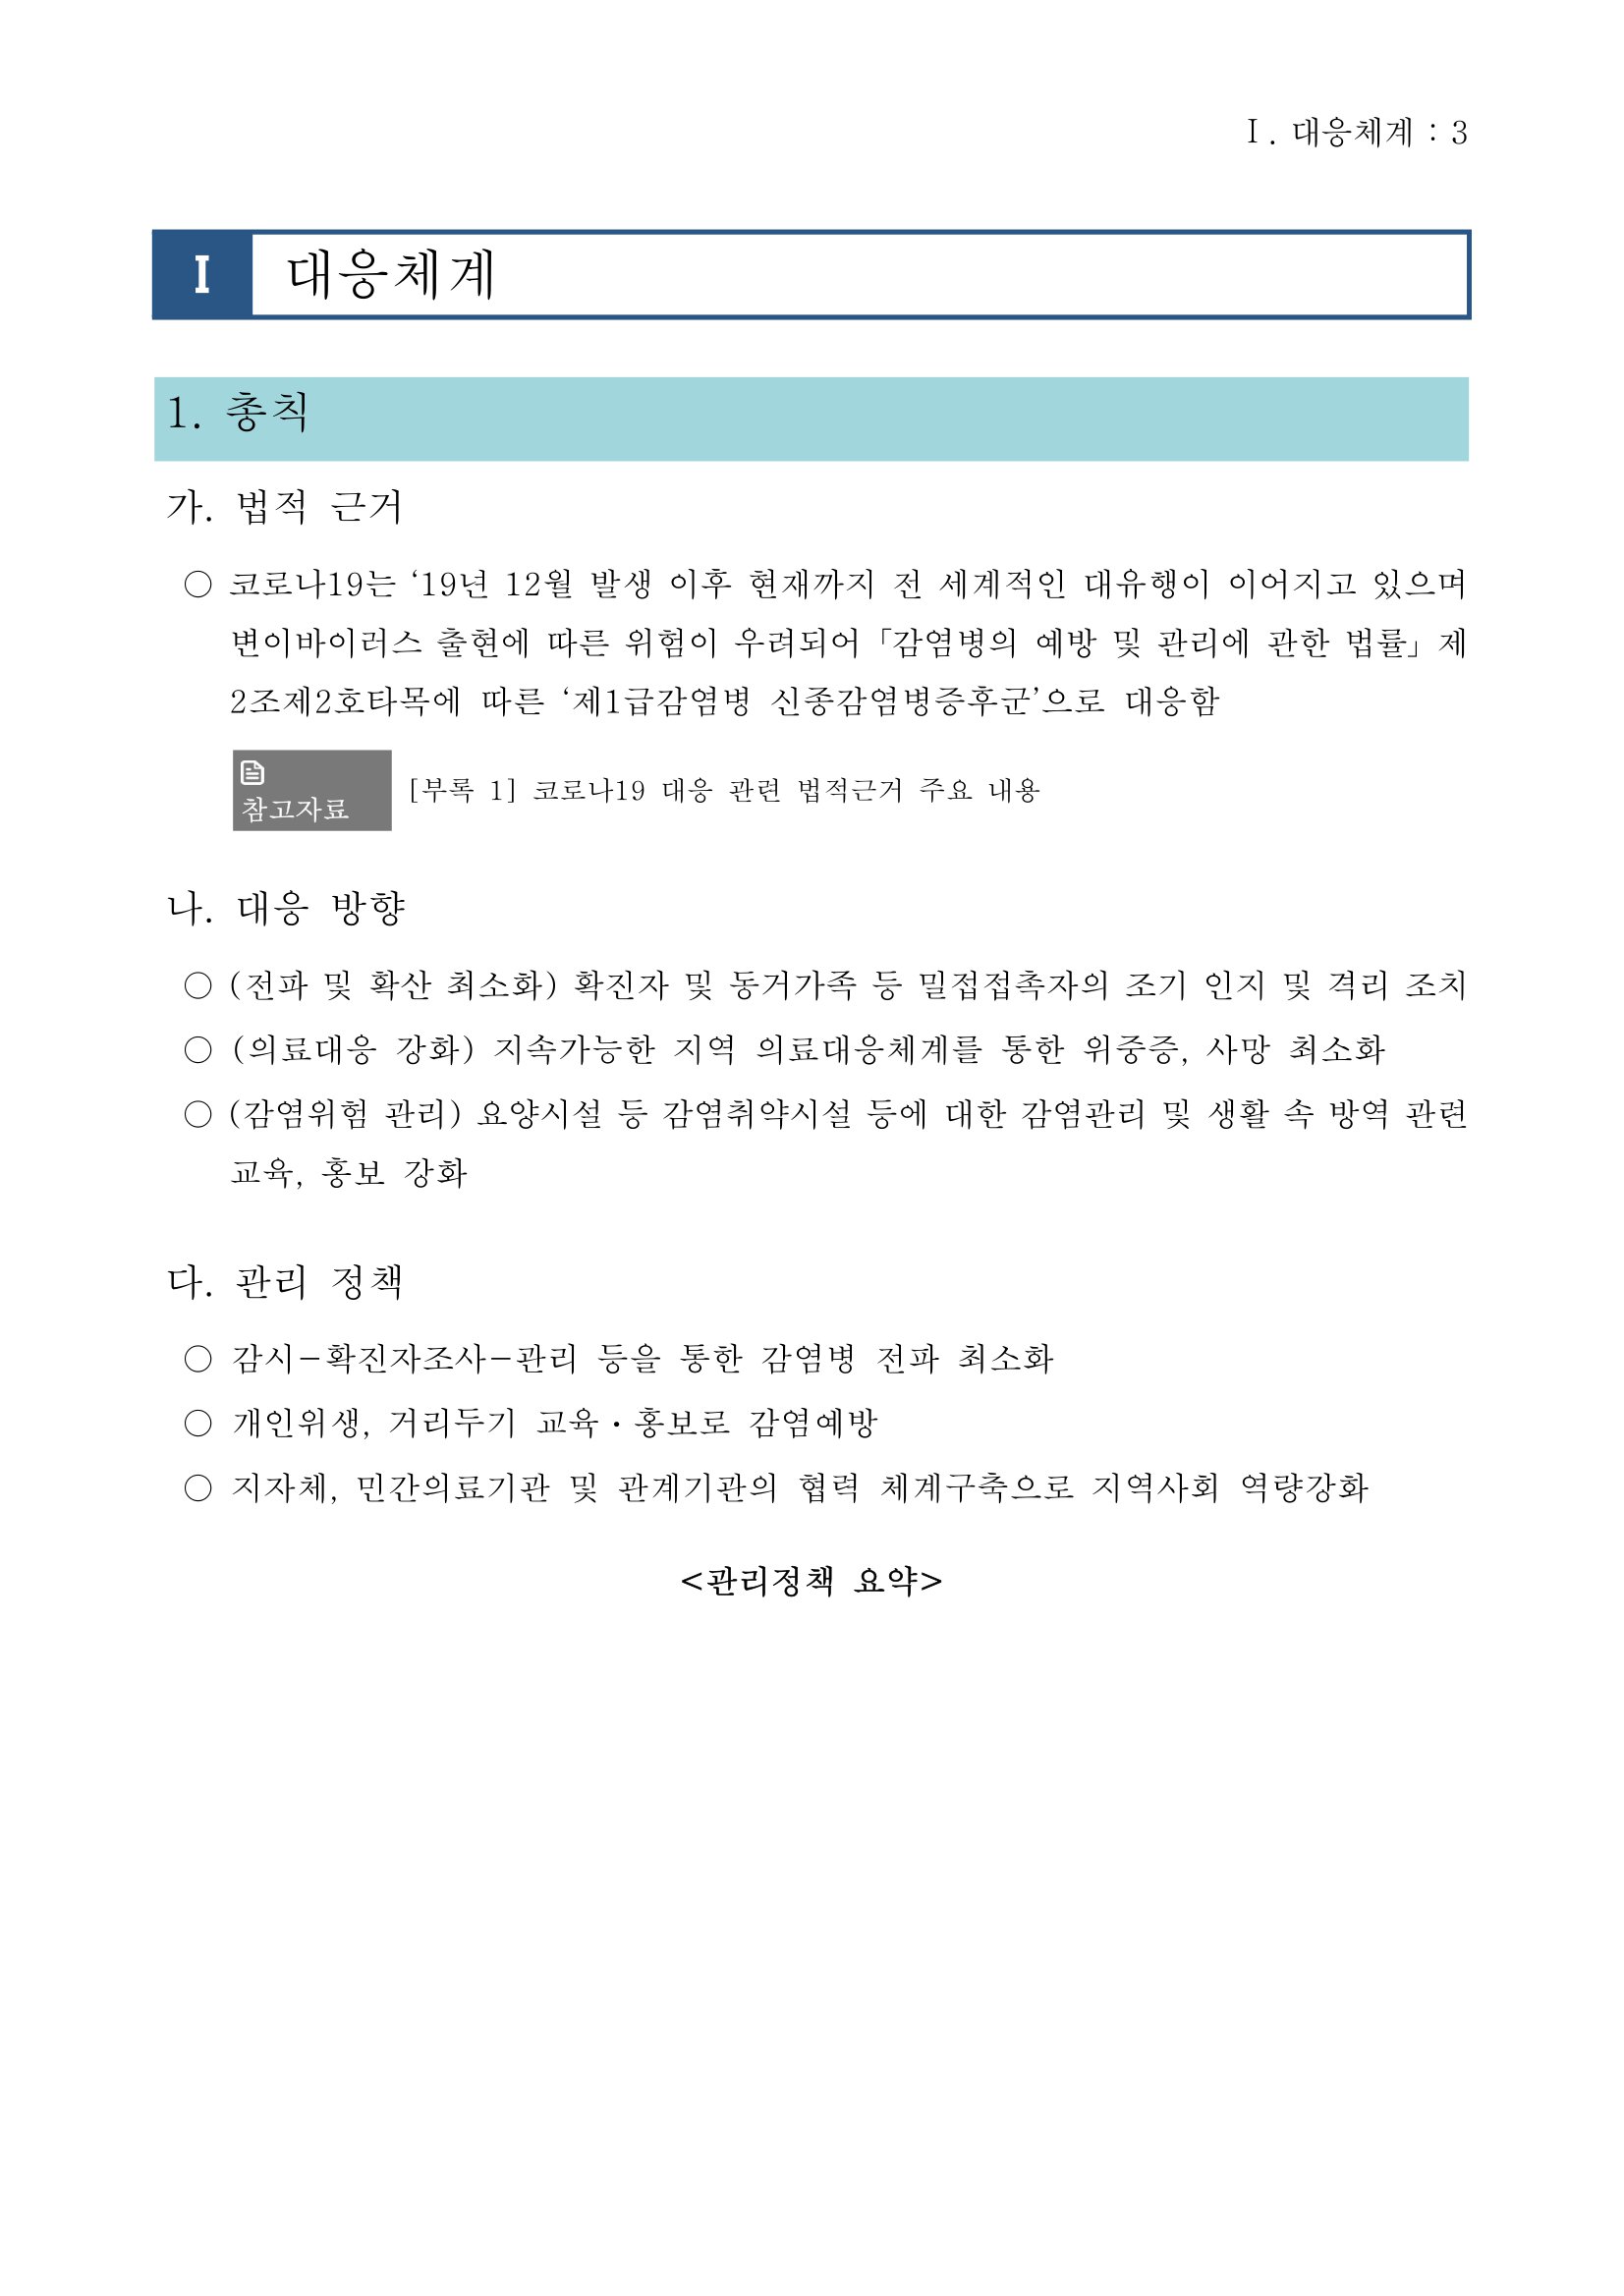 Ⅰ. 대응체계 : 3
Ⅰ 대응체계
1. 총칙
가. 법적 근거
○ 코로나19는 ‘19년 12월 발생 이후 현재까지 전 세계적인 대유행이 이어지고 있으며
변이바이러스 출현에 따른 위험이 우려되어 「감염병의 예방 및 관리에 관한 법률」 제
2조제2호타목에 따른 ‘제1급감염병 신종감염병증후군’으로 대응함
참고자료 [부록 1] 코로나19 대응 관련 법적근거 주요 내용
나. 대응 방향
○ (전파 및 확산 최소화) 확진자 및 동거가족 등 밀접접촉자의 조기 인지 및 격리 조치
○ (의료대응 강화) 지속가능한 지역 의료대응체계를 통한 위중증, 사망 최소화
○ (감염위험 관리) 요양시설 등 감염취약시설 등에 대한 감염관리 및 생활 속 방역 관련
교육, 홍보 강화
다. 관리 정책
○ 감시-확진자조사-관리 등을 통한 감염병 전파 최소화
○ 개인위생, 거리두기 교육·홍보로 감염예방
○ 지자체, 민간의료기관 및 관계기관의 협력 체계구축으로 지역사회 역량강화
<관리정책 요약>